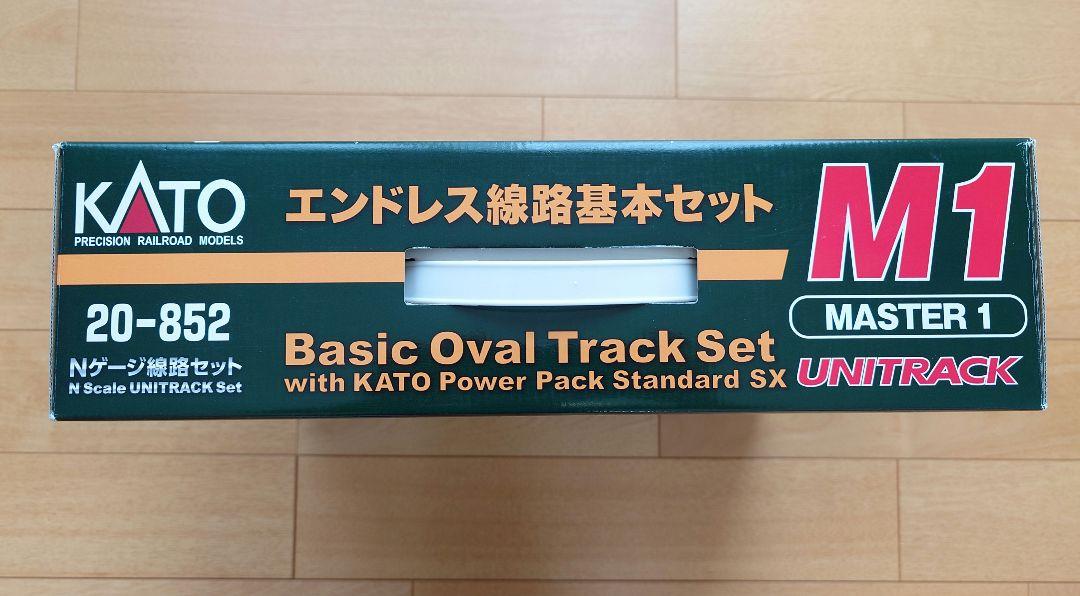 KATO
PRECISION RAILROAD MODELS
エンドレス線路基本セット
M1
MASTER 1
20-852
Nゲージ線路セット
N Scale UNITRACK Set
Basic Oval Track Set
with KATO Power Pack Standard SX
UNITRACK